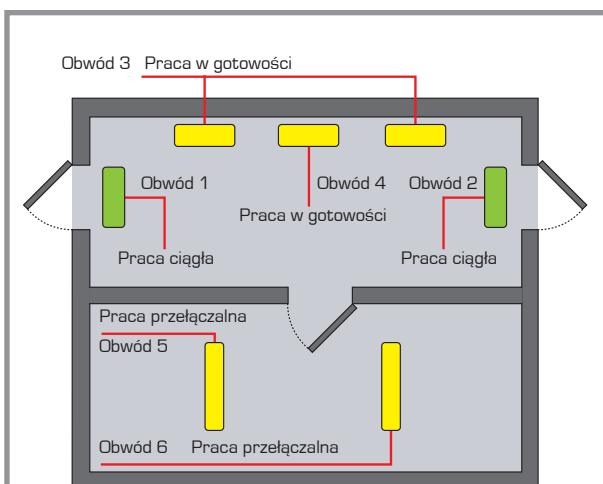 Obwód 3 Praca w gotowości
Obwód 1
Obwód 4
Obwód 2
Praca w gotowości
Praca ciągła
Praca ciągła
Praca przełączalna
Obwód 5
Obwód 6 Praca przełączalna